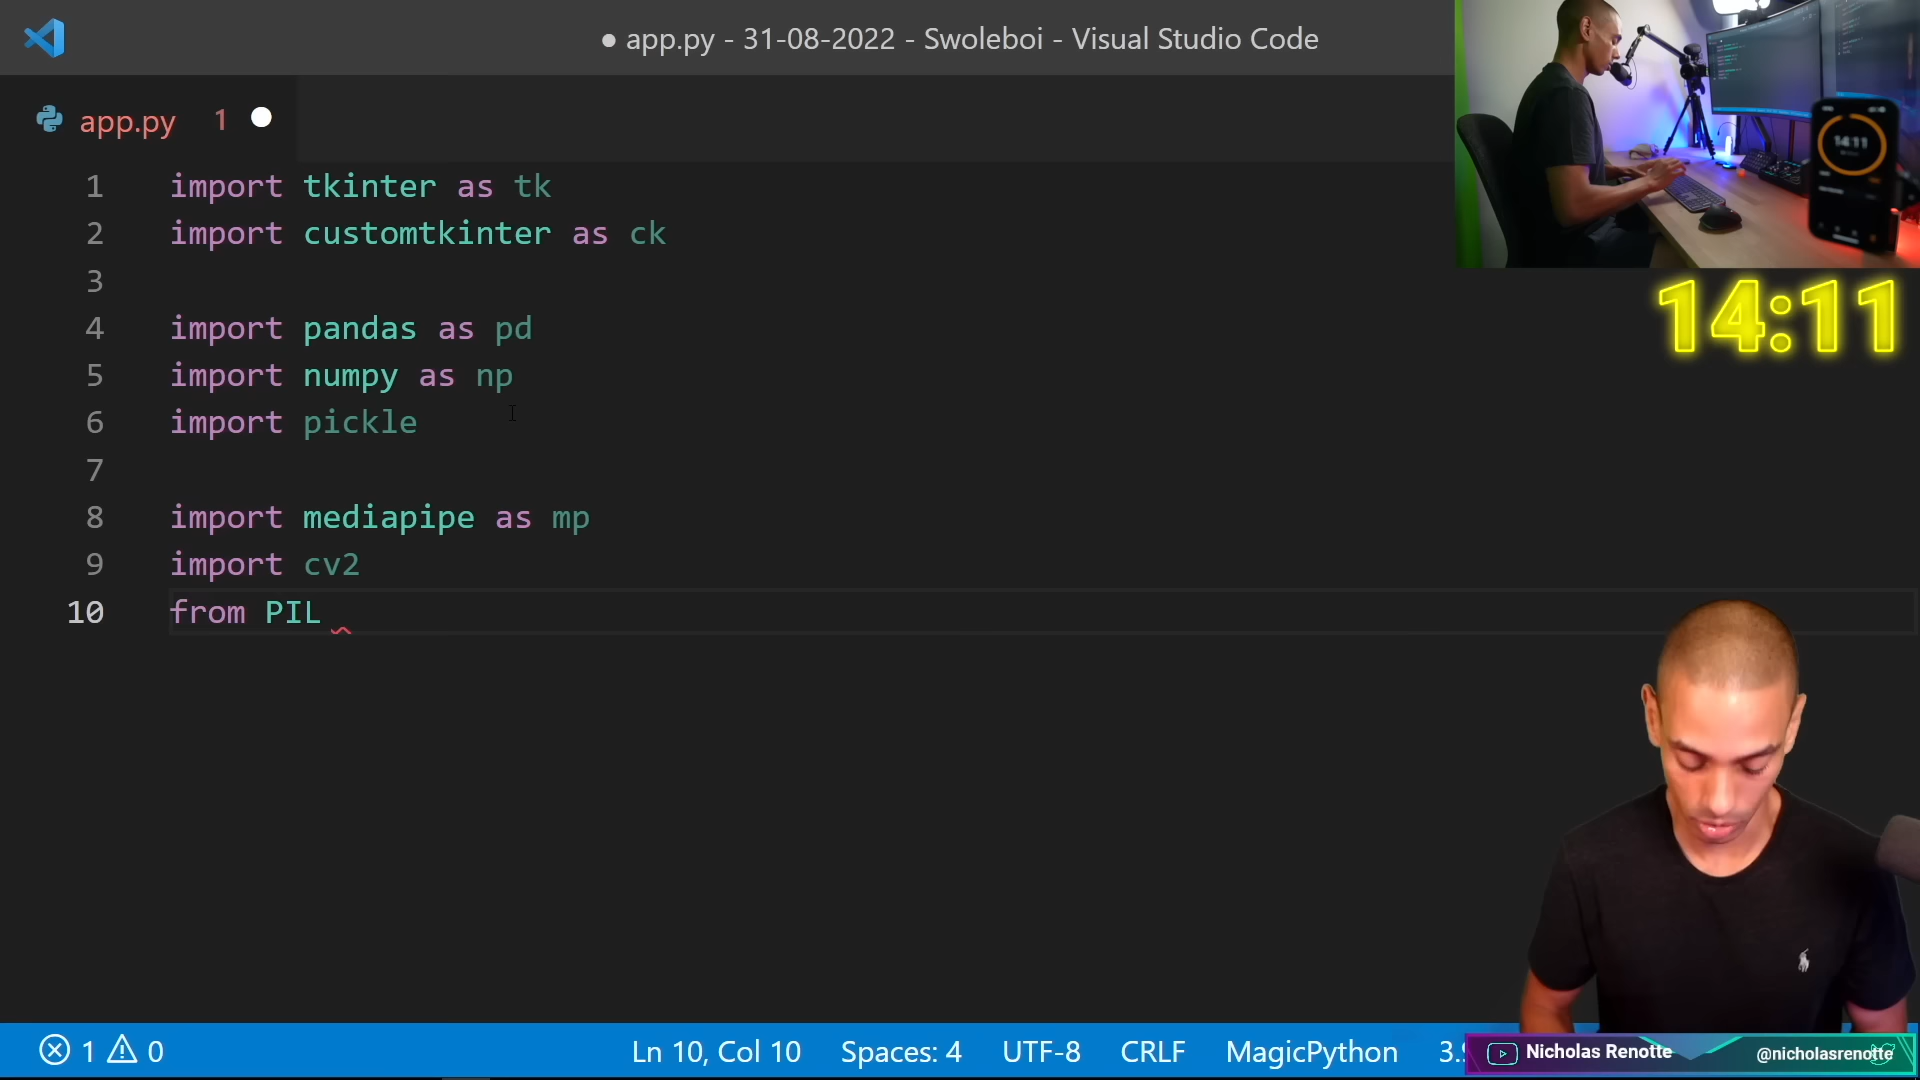 ● app.py - 31-08-2022 - Swoleboi - Visual Studio Code
app.py 1
1 import tkinter as tk
2 import customtkinter as ck
3
4 import pandas as pd
5 import numpy as np
6 import pickle
7
8 import mediapipe as mp
9 import cv2
10 from PIL
14:11
14:11
1 0 Ln 10, Col 10 Spaces: 4 UTF-8 CRLF MagicPython
Nicholas Renotte @nicholasrenotte